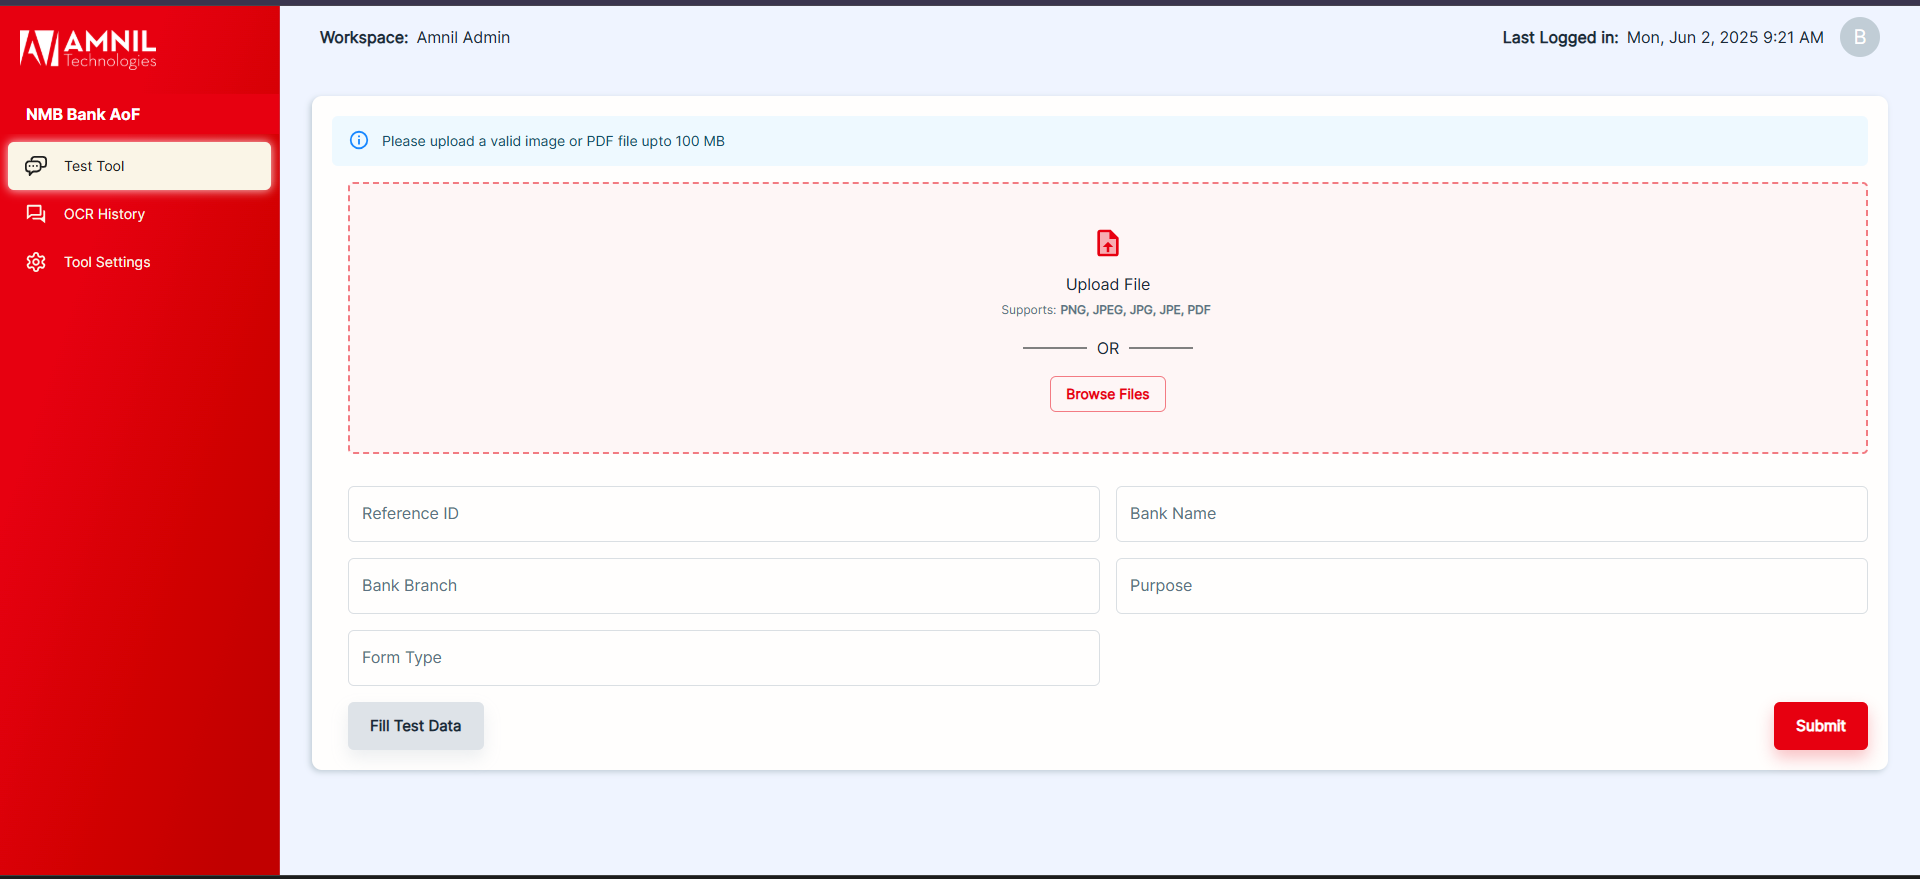 AMNIL
Technologies
NMB Bank AoF
Test Tool
OCR History
Tool Settings
Workspace: Amnil Admin
Last Logged in: Mon, Jun 2, 2025 9:21 AM
B
Please upload a valid image or PDF file upto 100 MB
Upload File
Supports: PNG, JPEG, JPG, JPE, PDF
OR
Browse Files
Reference ID
Bank Name
Bank Branch
Purpose
Form Type
Fill Test Data
Submit